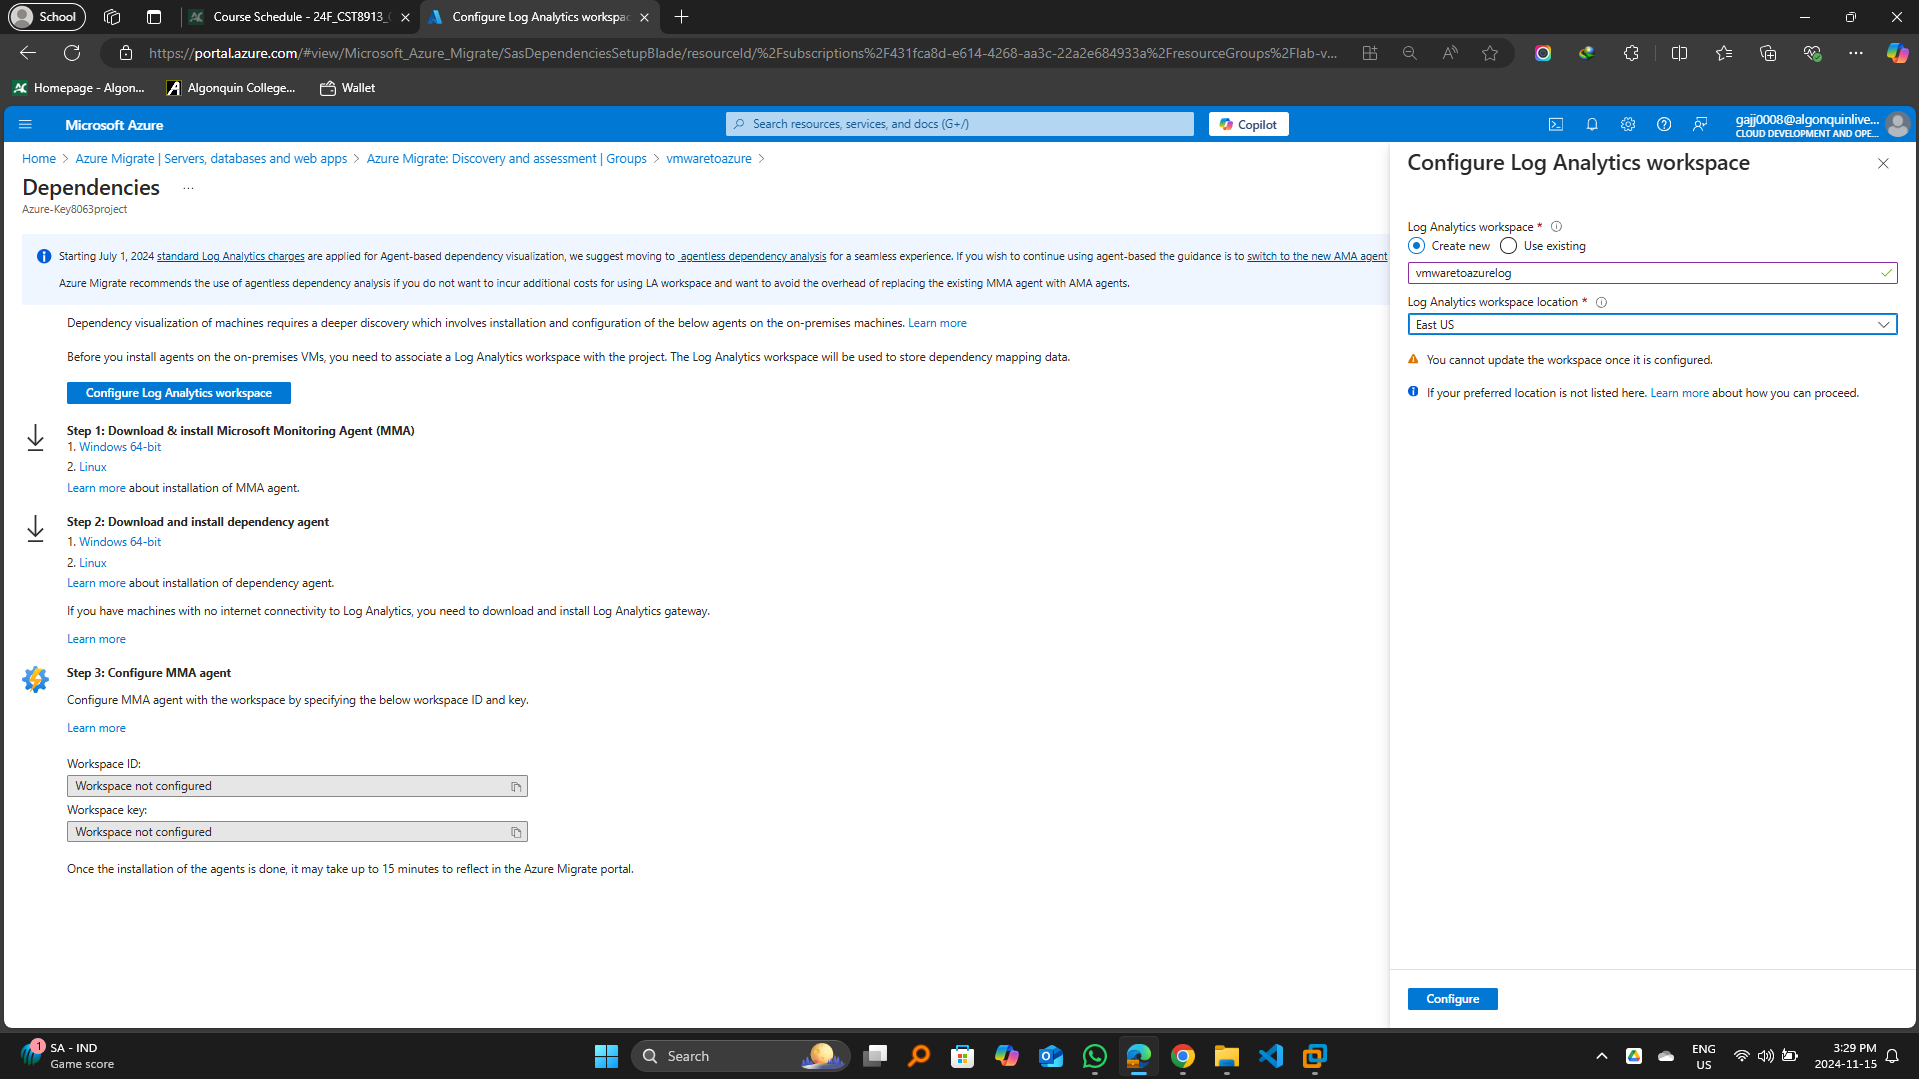 School
Course Schedule - 24F_CST8913_
Configure Log Analytics workspac
https://portal.azure.com/#view/Microsoft_Azure_Migrate/SasDependenciesSetupBlade/resourceId/%2Fsubscriptions%2F431fca8d-e614-4268-aa3c-22a2e684933a%2FresourceGroups%2Flab-v...
Homepage - Algon...
Algonquin College...
Wallet
Microsoft Azure
Search resources, services, and docs (G+/)
Copilot
gajj0008@algonquinlive...
CLOUD DEVELOPMENT AND OPE...
Home > Azure Migrate | Servers, databases and web apps > Azure Migrate: Discovery and assessment | Groups > vmwaretoazure >
Dependencies ...
Azure-Key8063project
Starting July 1, 2024 standard Log Analytics charges are applied for Agent-based dependency visualization, we suggest moving to agentless dependency analysis for a seamless experience. If you wish to continue using agent-based the guidance is to switch to the new AMA agent
Azure Migrate recommends the use of agentless dependency analysis if you do not want to incur additional costs for using LA workspace and want to avoid the overhead of replacing the existing MMA agent with AMA agents.
Dependency visualization of machines requires a deeper discovery which involves installation and configuration of the below agents on the on-premises machines. Learn more
Before you install agents on the on-premises VMs, you need to associate a Log Analytics workspace with the project. The Log Analytics workspace will be used to store dependency mapping data.
Configure Log Analytics workspace
Step 1: Download & install Microsoft Monitoring Agent (MMA)
1. Windows 64-bit
2. Linux
Learn more about installation of MMA agent.
Step 2: Download and install dependency agent
1. Windows 64-bit
2. Linux
Learn more about installation of dependency agent.
If you have machines with no internet connectivity to Log Analytics, you need to download and install Log Analytics gateway.
Learn more
Step 3: Configure MMA agent
Configure MMA agent with the workspace by specifying the below workspace ID and key.
Learn more
Workspace ID:
Workspace not configured
Workspace key:
Workspace not configured
Once the installation of the agents is done, it may take up to 15 minutes to reflect in the Azure Migrate portal.
Configure Log Analytics workspace
Log Analytics workspace *
Create new
Use existing
vmwaretoazurelog
Log Analytics workspace location *
East US
You cannot update the workspace once it is configured.
If your preferred location is not listed here. Learn more about how you can proceed.
Configure
1
SA - IND
Game score
Search
ENG
US
3:29 PM
2024-11-15